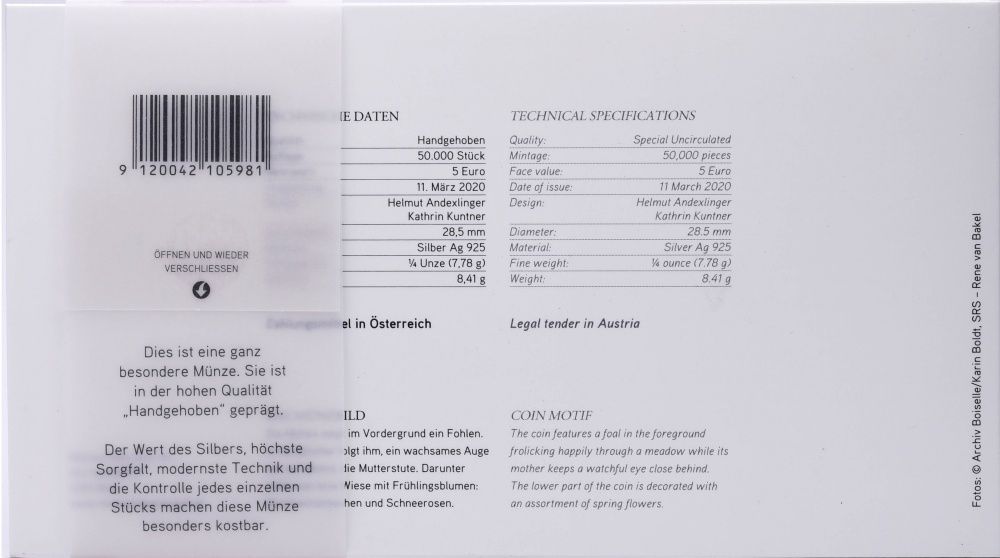 9 120042 105981
ÖFFNEN UND WIEDER
VERSCHLIESSEN
Dies ist eine ganz
besondere Münze. Sie ist
in der hohen Qualität
„Handgehoben“ geprägt.
Der Wert des Silbers, höchste
Sorgfalt, modernste Technik und
die Kontrolle jedes einzelnen
Stücks machen diese Münze
besonders kostbar.
E DATEN
Handgehoben
50.000 Stück
5 Euro
11. März 2020
Helmut Andexlinger
Kathrin Kuntner
28,5 mm
Silber Ag 925
¼ Unze (7,78 g)
8,41 g
el in Österreich
ILD
im Vordergrund ein Fohlen.
olgt ihm, ein wachsames Auge
die Mutterstute. Darunter
Wiese mit Frühlingsblumen:
hen und Schneerosen.
TECHNICAL SPECIFICATIONS
Quality: Special Uncirculated
Mintage: 50,000 pieces
Face value: 5 Euro
Date of issue: 11 March 2020
Design: Helmut Andexlinger
Kathrin Kuntner
Diameter: 28.5 mm
Material: Silver Ag 925
Fine weight: ¼ ounce (7.78 g)
Weight: 8.41 g
Legal tender in Austria
COIN MOTIF
The coin features a foal in the foreground
frolicking happily through a meadow while its
mother keeps a watchful eye close behind.
The lower part of the coin is decorated with
an assortment of spring flowers.
Fotos: © Archiv Boiselle/Karin Boldt, SRS – Rene van Bakel